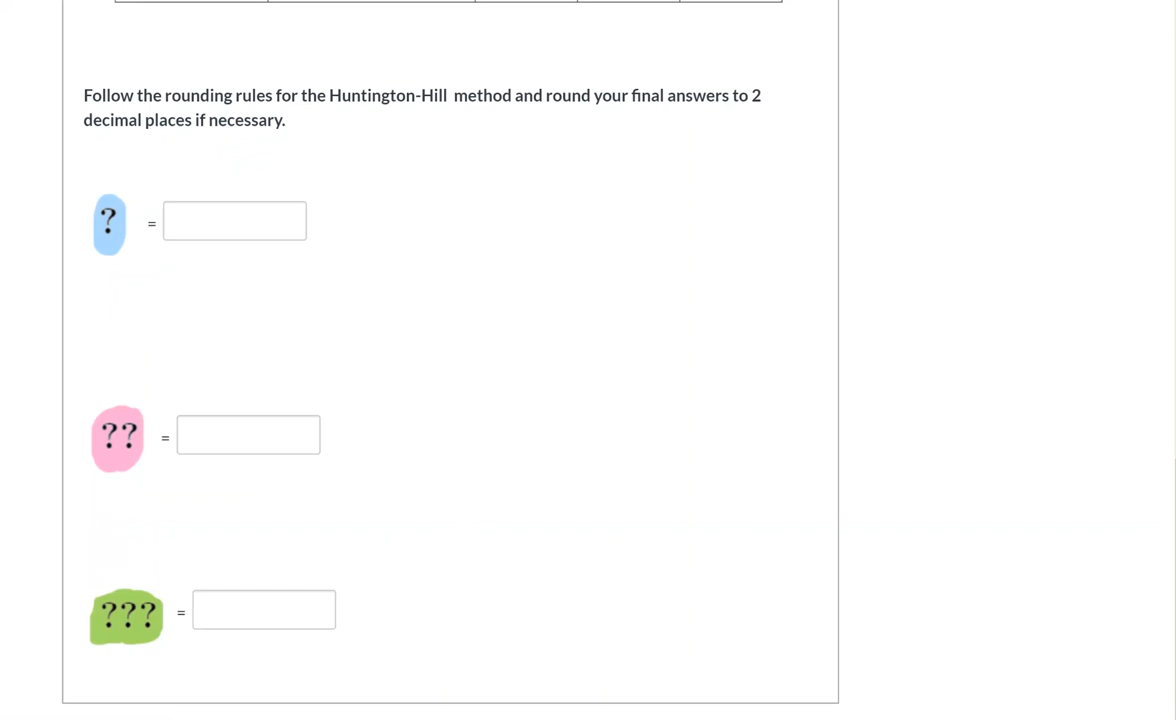 Follow the rounding rules for the Huntington-Hill method and round your final answers to 2
decimal places if necessary.
? =
?? =
??? =